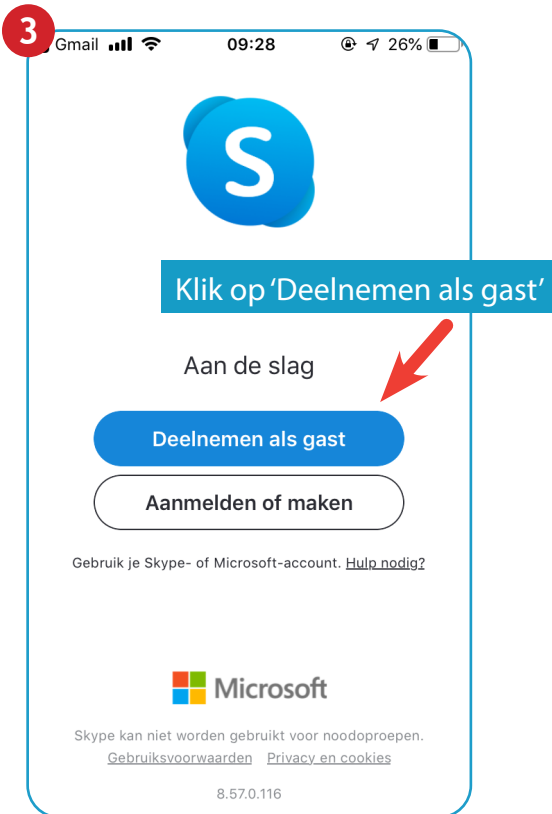 3
Gmail 09:28 26%
S
Klik op ‘Deelnemen als gast’
Aan de slag
Deelnemen als gast
Aanmelden of maken
Gebruik je Skype- of Microsoft-account. Hulp nodig?
Microsoft
Skype kan niet worden gebruikt voor noodoproepen.
Gebruiksvoorwaarden Privacy en cookies
8.57.0.116